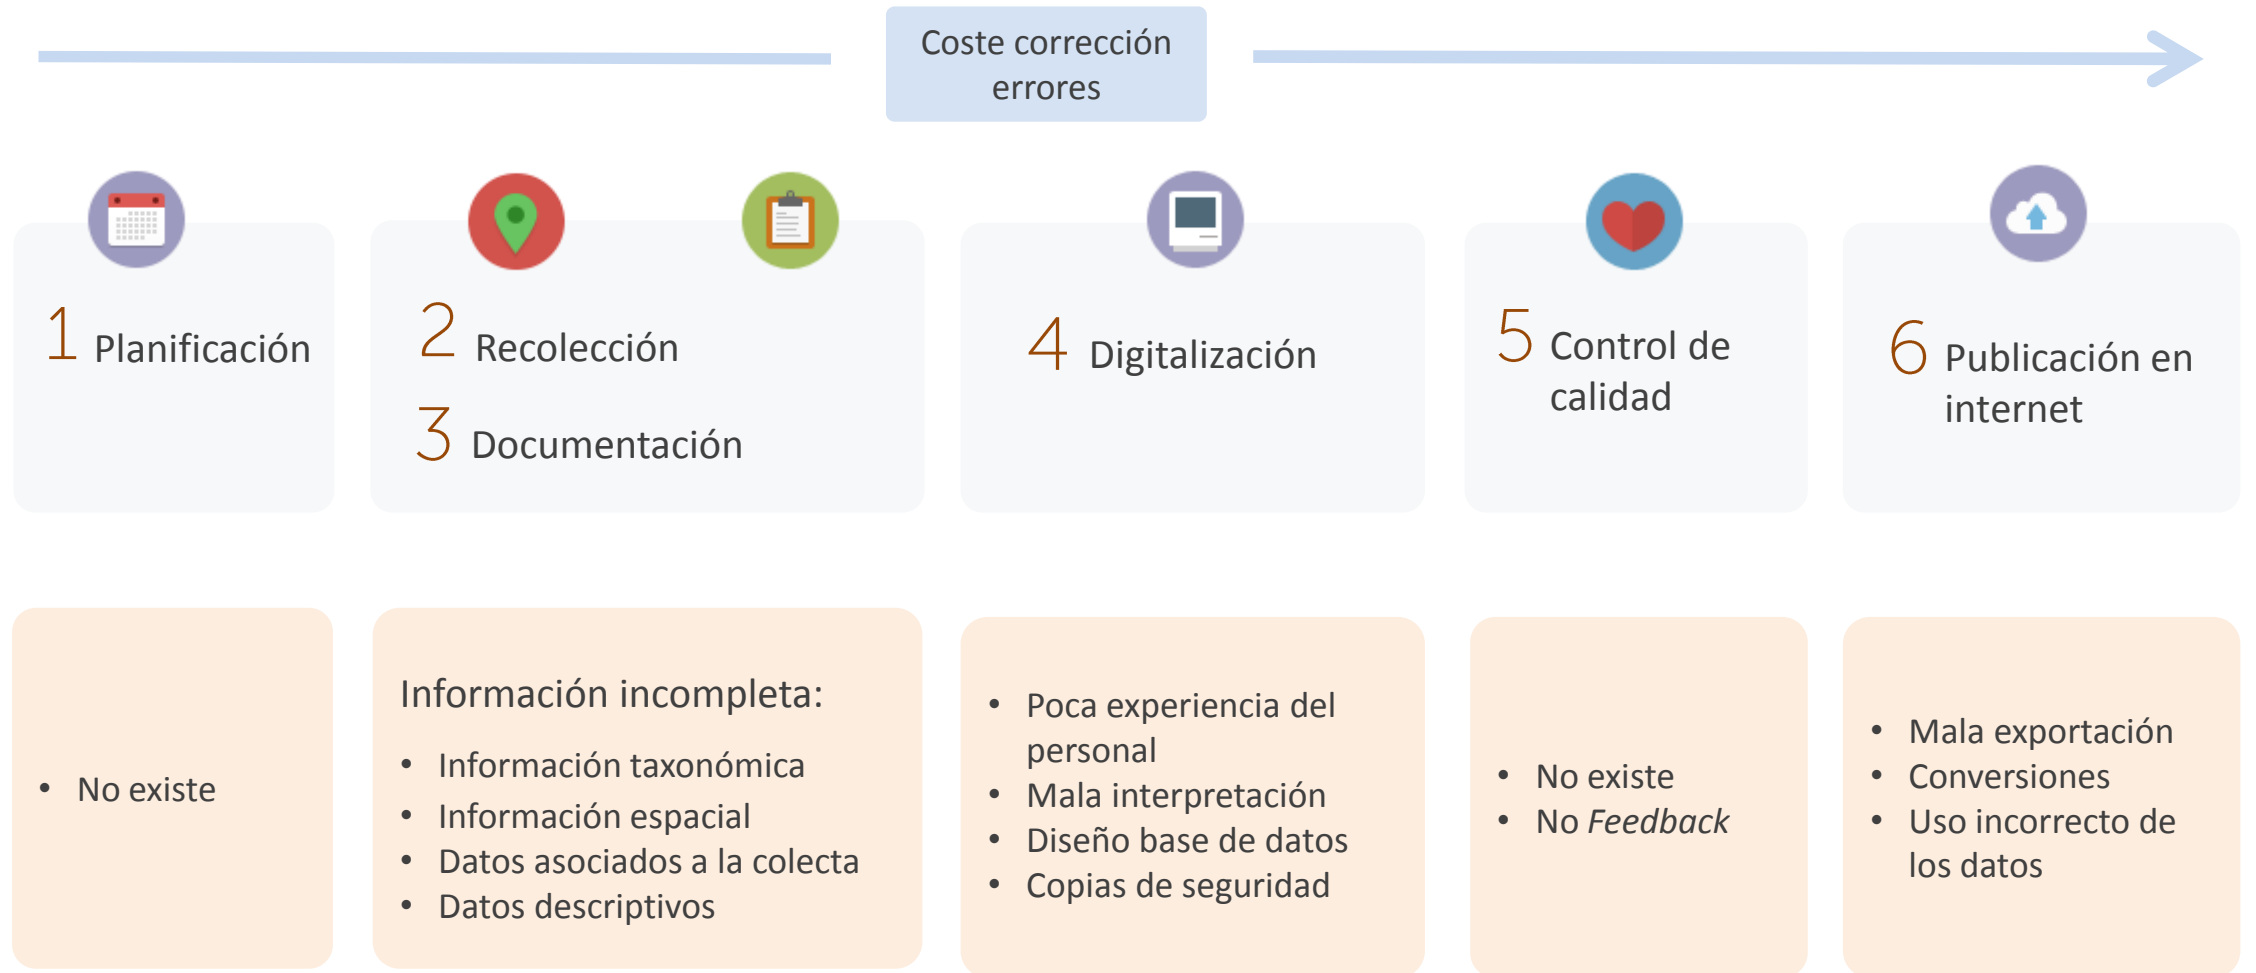 Coste corrección
errores
1 Planificación
2 Recolección
3 Documentación
4 Digitalización
5 Control de
calidad
6 Publicación en
internet
• No existe
Información incompleta:
• Información taxonómica
• Información espacial
• Datos asociados a la colecta
• Datos descriptivos
• Poca experiencia del
personal
• Mala interpretación
• Diseño base de datos
• Copias de seguridad
• No existe
• No Feedback
• Mala exportación
• Conversiones
• Uso incorrecto de
los datos